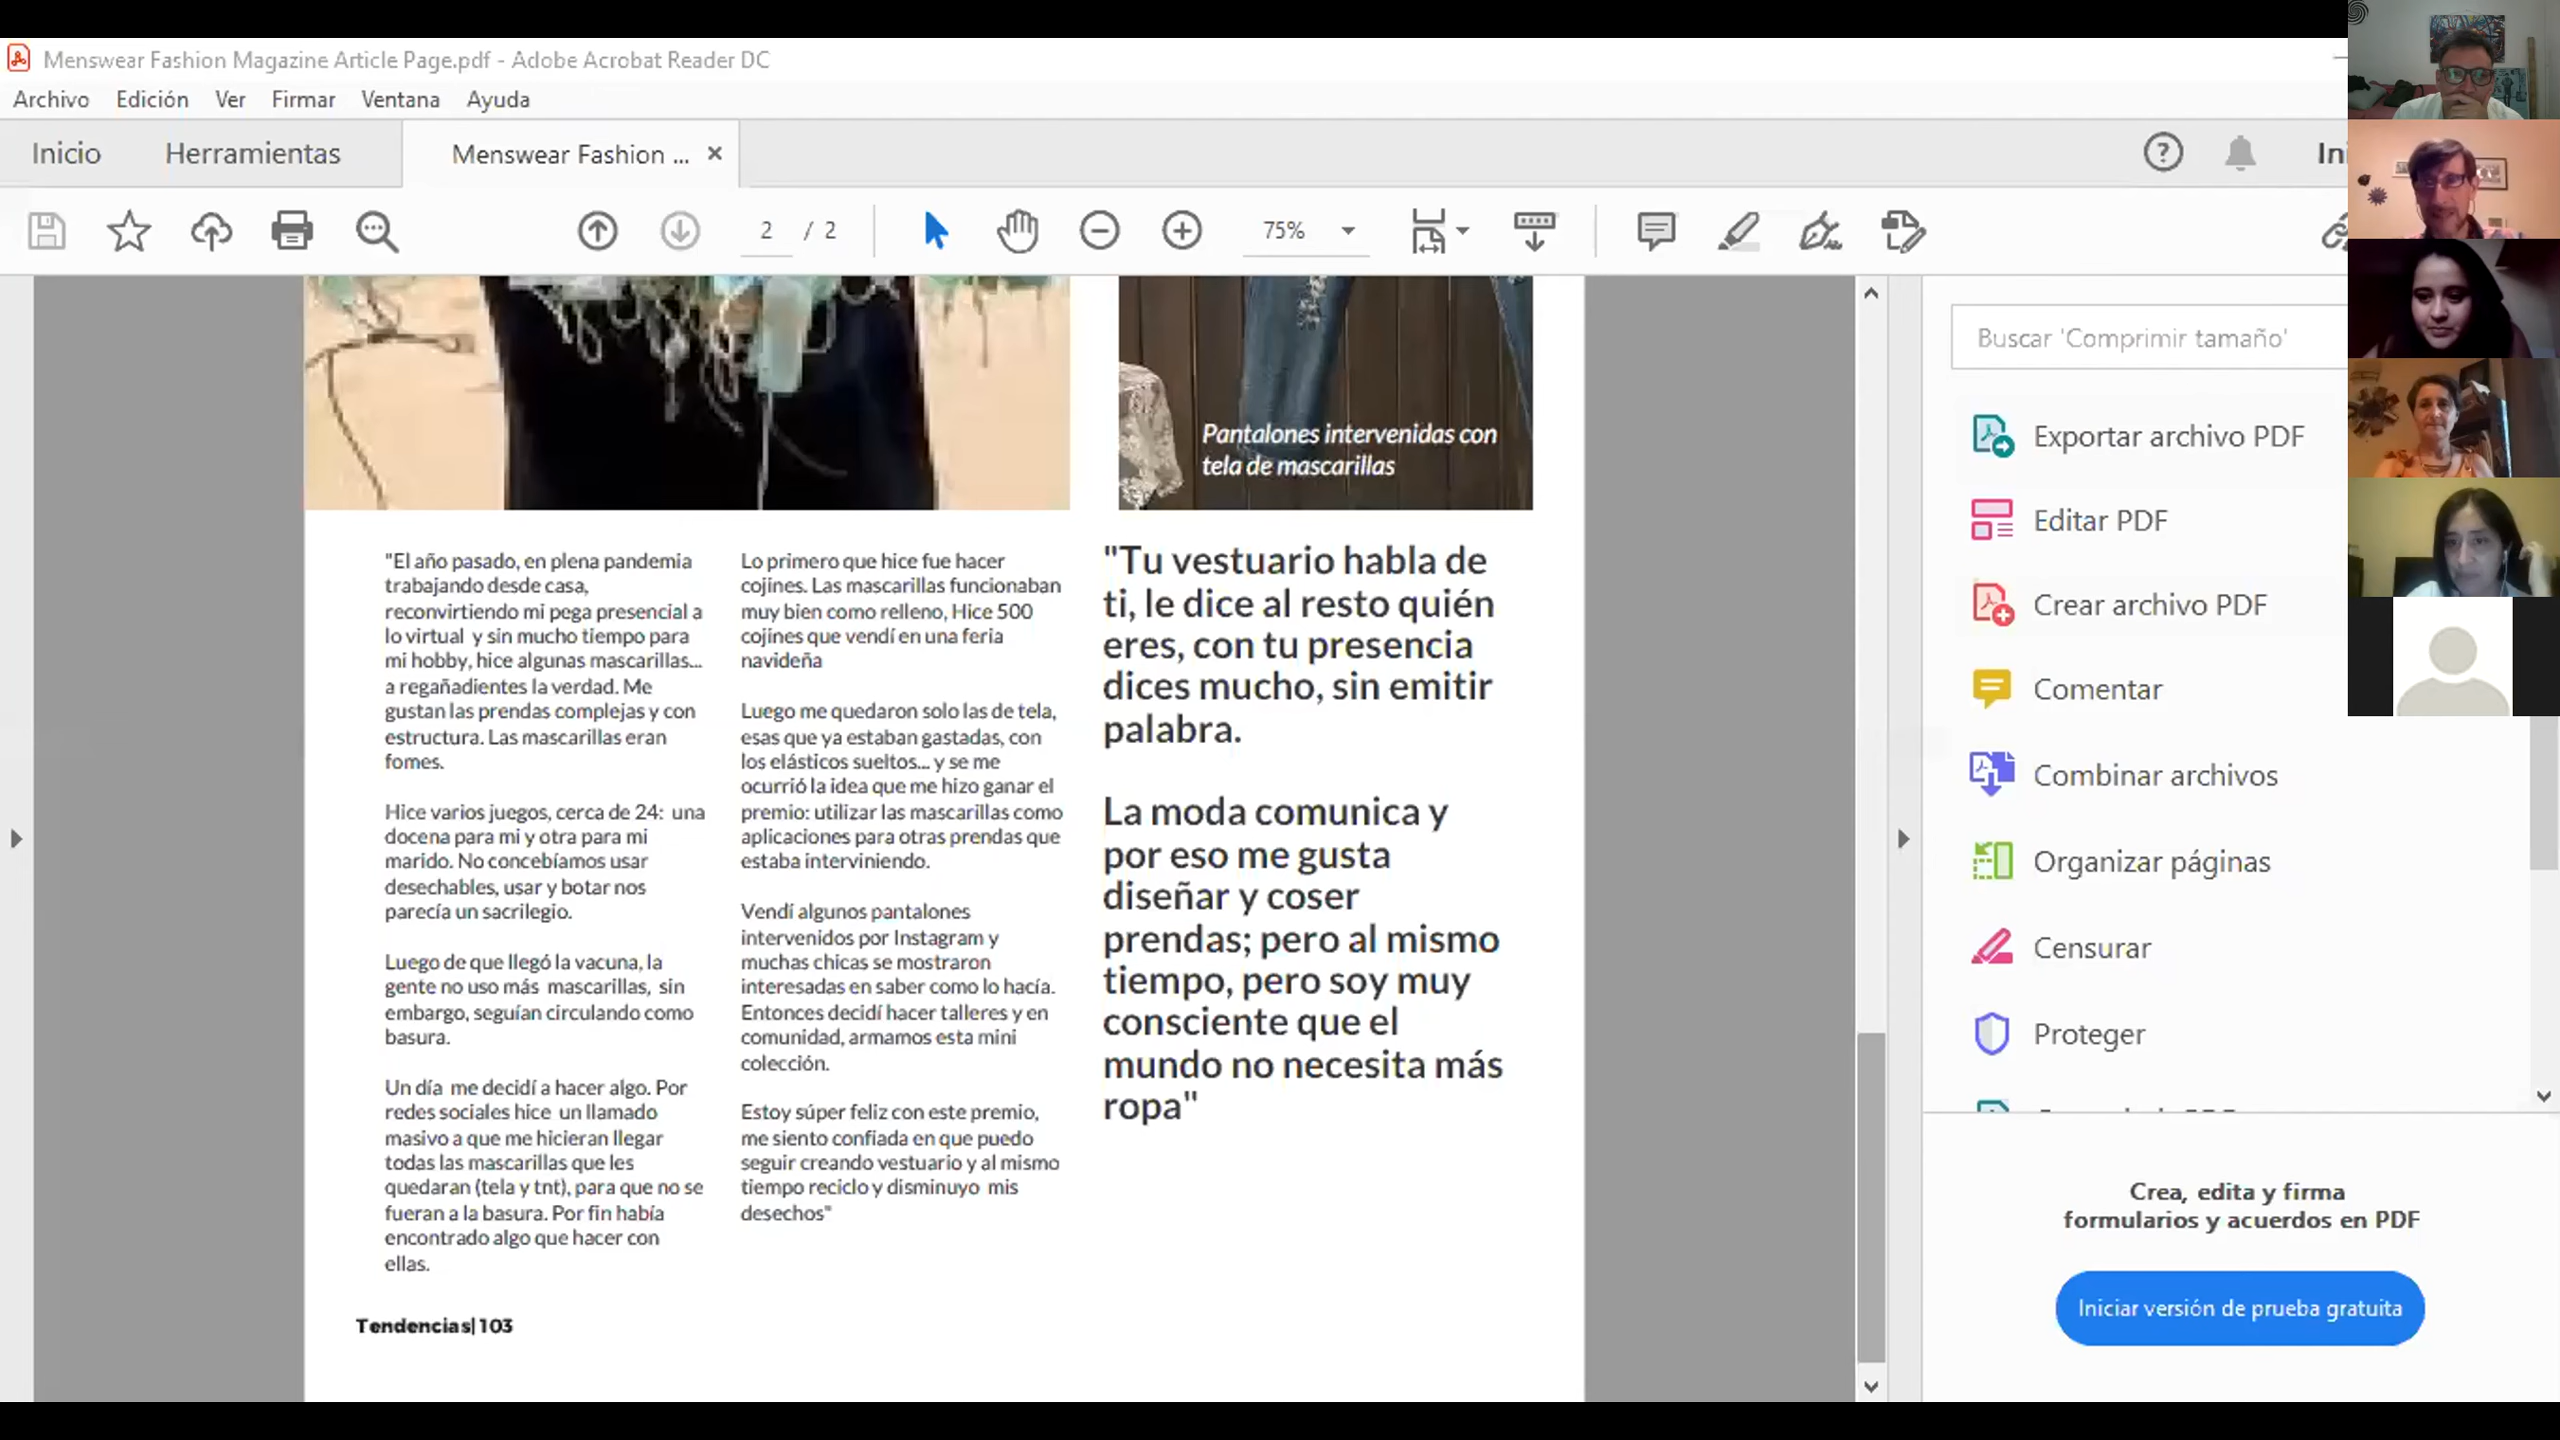 Menswear Fashion Magazine Article Page.pdf - Adobe Acrobat Reader DC
Archivo Edición Ver Firmar Ventana Ayuda
Inicio Herramientas Menswear Fashion ...
2 / 2 75%
Pantalones intervenidas con
tela de mascarillas
"El año pasado, en plena pandemia
trabajando desde casa,
reconvirtiendo mi pega presencial a
lo virtual y sin mucho tiempo para
mi hobby, hice algunas mascarillas...
a regañadientes la verdad. Me
gustan las prendas complejas y con
estructura. Las mascarillas eran
fomes.
Hice varios juegos, cerca de 24: una
docena para mi y otra para mi
marido. No concebíamos usar
desechables, usar y botar nos
parecía un sacrilegio.
Luego de que llegó la vacuna, la
gente no uso más mascarillas, sin
embargo, seguían circulando como
basura.
Un día me decidí a hacer algo. Por
redes sociales hice un llamado
masivo a que me hicieran llegar
todas las mascarillas que les
quedaran (tela y tnt), para que no se
fueran a la basura. Por fin había
encontrado algo que hacer con
ellas.
Lo primero que hice fue hacer
cojines. Las mascarillas funcionaban
muy bien como relleno, Hice 500
cojines que vendí en una feria
navideña
Luego me quedaron solo las de tela,
esas que ya estaban gastadas, con
los elásticos sueltos... y se me
ocurrió la idea que me hizo ganar el
premio: utilizar las mascarillas como
aplicaciones para otras prendas que
estaba interviniendo.
Vendí algunos pantalones
intervenidos por Instagram y
muchas chicas se mostraron
interesadas en saber como lo hacía.
Entonces decidí hacer talleres y en
comunidad, armamos esta mini
colección.
Estoy súper feliz con este premio,
me siento confiada en que puedo
seguir creando vestuario y al mismo
tiempo reciclo y disminuyo mis
desechos"
"Tu vestuario habla de
ti, le dice al resto quién
eres, con tu presencia
dices mucho, sin emitir
palabra.
La moda comunica y
por eso me gusta
diseñar y coser
prendas; pero al mismo
tiempo, pero soy muy
consciente que el
mundo no necesita más
ropa"
Tendencias|103
Buscar 'Comprimir tamaño'
Exportar archivo PDF
Editar PDF
Crear archivo PDF
Comentar
Combinar archivos
Organizar páginas
Censurar
Proteger
Crea, edita y firma
formularios y acuerdos en PDF
Iniciar versión de prueba gratuita